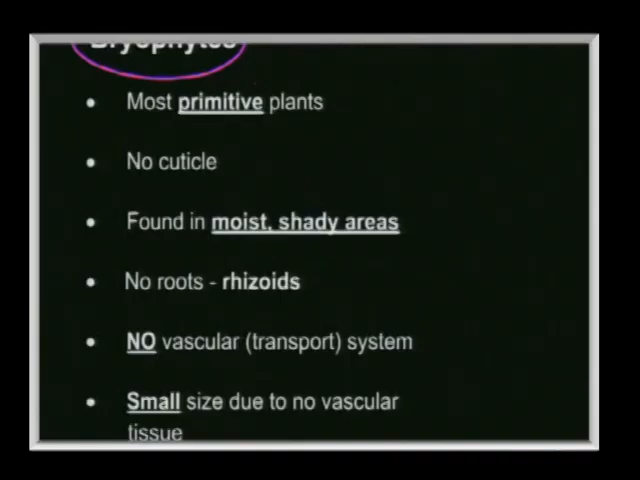 Bryophytes
• Most primitive plants
• No cuticle
• Found in moist, shady areas
• No roots - rhizoids
• NO vascular (transport) system
• Small size due to no vascular
tissue